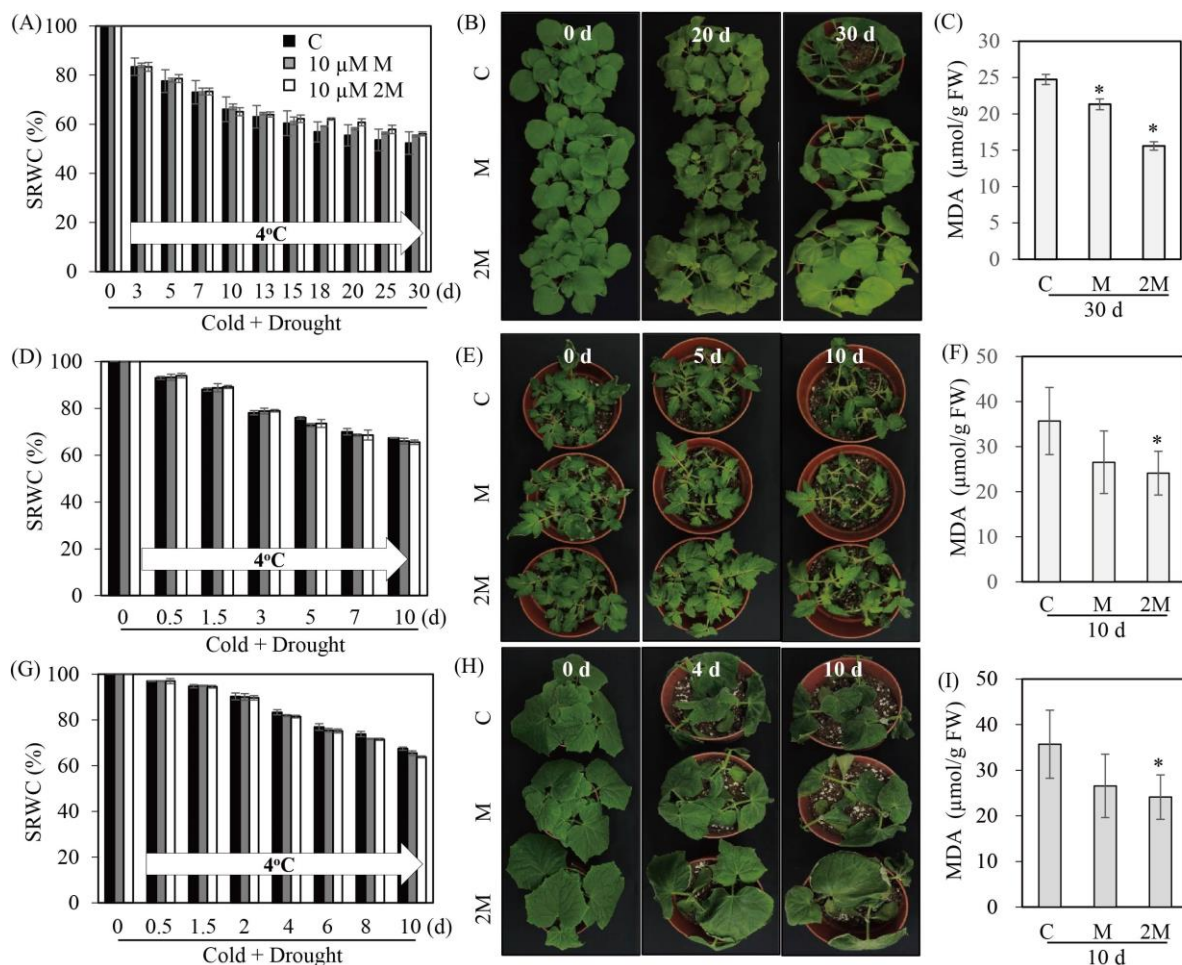 (A)
100
80
60
40
20
0
SRWC (%)
C
10 μM M
10 μM 2M
4°C
0 3 5 7 10 13 15 18 20 25 30 (d)
Cold + Drought
(B)
0 d 20 d 30 d
C
M
2M
(C)
30
25
20
15
10
5
0
MDA (μmol/g FW)
*
*
C M 2M
30 d
(D)
100
80
60
40
20
0
SRWC (%)
4°C
0 0.5 1.5 3 5 7 10 (d)
Cold + Drought
(E)
0 d 5 d 10 d
C
M
2M
(F)
50
40
30
20
10
0
MDA (μmol/g FW)
*
C M 2M
10 d
(G)
100
80
60
40
20
0
SRWC (%)
4°C
0 0.5 1.5 2 4 6 8 10 (d)
Cold + Drought
(H)
0 d 4 d 10 d
C
M
2M
(I)
50
40
30
20
10
0
MDA (μmol/g FW)
*
C M 2M
10 d